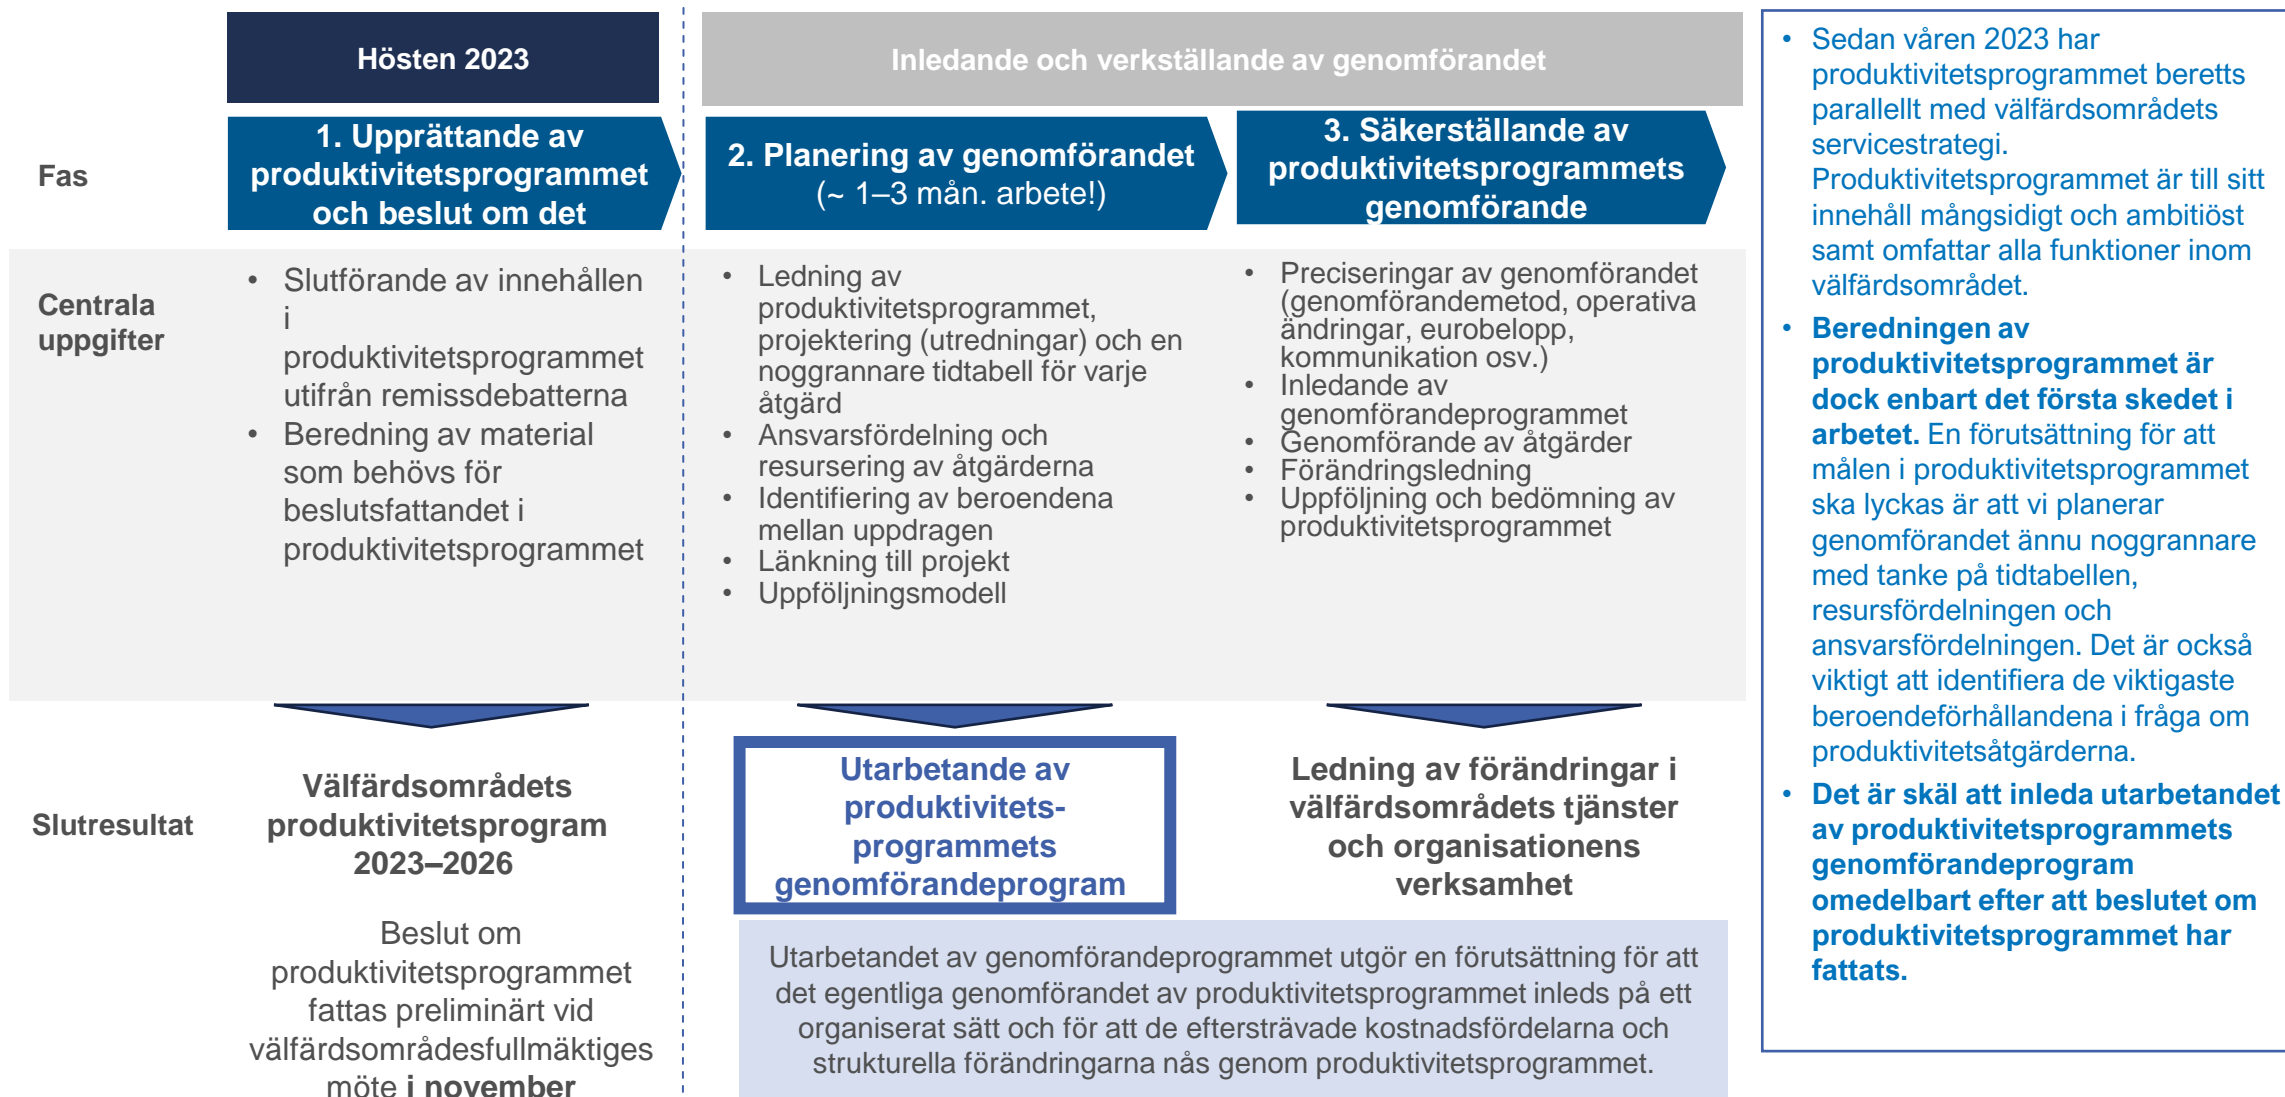 Hösten 2023
Inledande och verkställande av genomförandet
Fas
1. Upprättande av
produktivitetsprogrammet
och beslut om det
2. Planering av genomförandet
(~ 1–3 mån. arbete!)
3. Säkerställande av
produktivitetsprogrammets
genomförande
Centrala
uppgifter
• Slutförande av innehållen
i
produktivitetsprogrammet
utifrån remissdebatterna
• Beredning av material
som behövs för
beslutsfattandet i
produktivitetsprogrammet
• Ledning av
produktivitetsprogrammet,
projektering (utredningar) och en
noggrannare tidtabell för varje
åtgärd
• Ansvarsfördelning och
resursering av åtgärderna
• Identifiering av beroendena
mellan uppdragen
• Länkning till projekt
• Uppföljningsmodell
• Preciseringar av genomförandet
(genomförandemetod, operativa
ändringar, eurobelopp,
kommunikation osv.)
• Inledande av
genomförandeprogrammet
• Genomförande av åtgärder
• Förändringsledning
• Uppföljning och bedömning av
produktivitetsprogrammet
Slutresultat
Välfärdsområdets
produktivitetsprogram
2023–2026
Beslut om
produktivitetsprogrammet
fattas preliminärt vid
välfärdsområdesfullmäktiges
möte i november
Utarbetande av
produktivitets-
programmets
genomförandeprogram
Ledning av förändringar i
välfärdsområdets tjänster
och organisationens
verksamhet
Utarbetandet av genomförandeprogrammet utgör en förutsättning för att
det egentliga genomförandet av produktivitetsprogrammet inleds på ett
organiserat sätt och för att de eftersträvade kostnadsfördelarna och
strukturella förändringarna nås genom produktivitetsprogrammet.
• Sedan våren 2023 har
produktivitetsprogrammet beretts
parallellt med välfärdsområdets
servicestrategi.
Produktivitetsprogrammet är till sitt
innehåll mångsidigt och ambitiöst
samt omfattar alla funktioner inom
välfärdsområdet.
• Beredningen av
produktivitetsprogrammet är
dock enbart det första skedet i
arbetet. En förutsättning för att
målen i produktivitetsprogrammet
ska lyckas är att vi planerar
genomförandet ännu noggrannare
med tanke på tidtabellen,
resursfördelningen och
ansvarsfördelningen. Det är också
viktigt att identifiera de viktigaste
beroendeförhållandena i fråga om
produktivitetsåtgärderna.
• Det är skäl att inleda utarbetandet
av produktivitetsprogrammets
genomförandeprogram
omedelbart efter att beslutet om
produktivitetsprogrammet har
fattats.